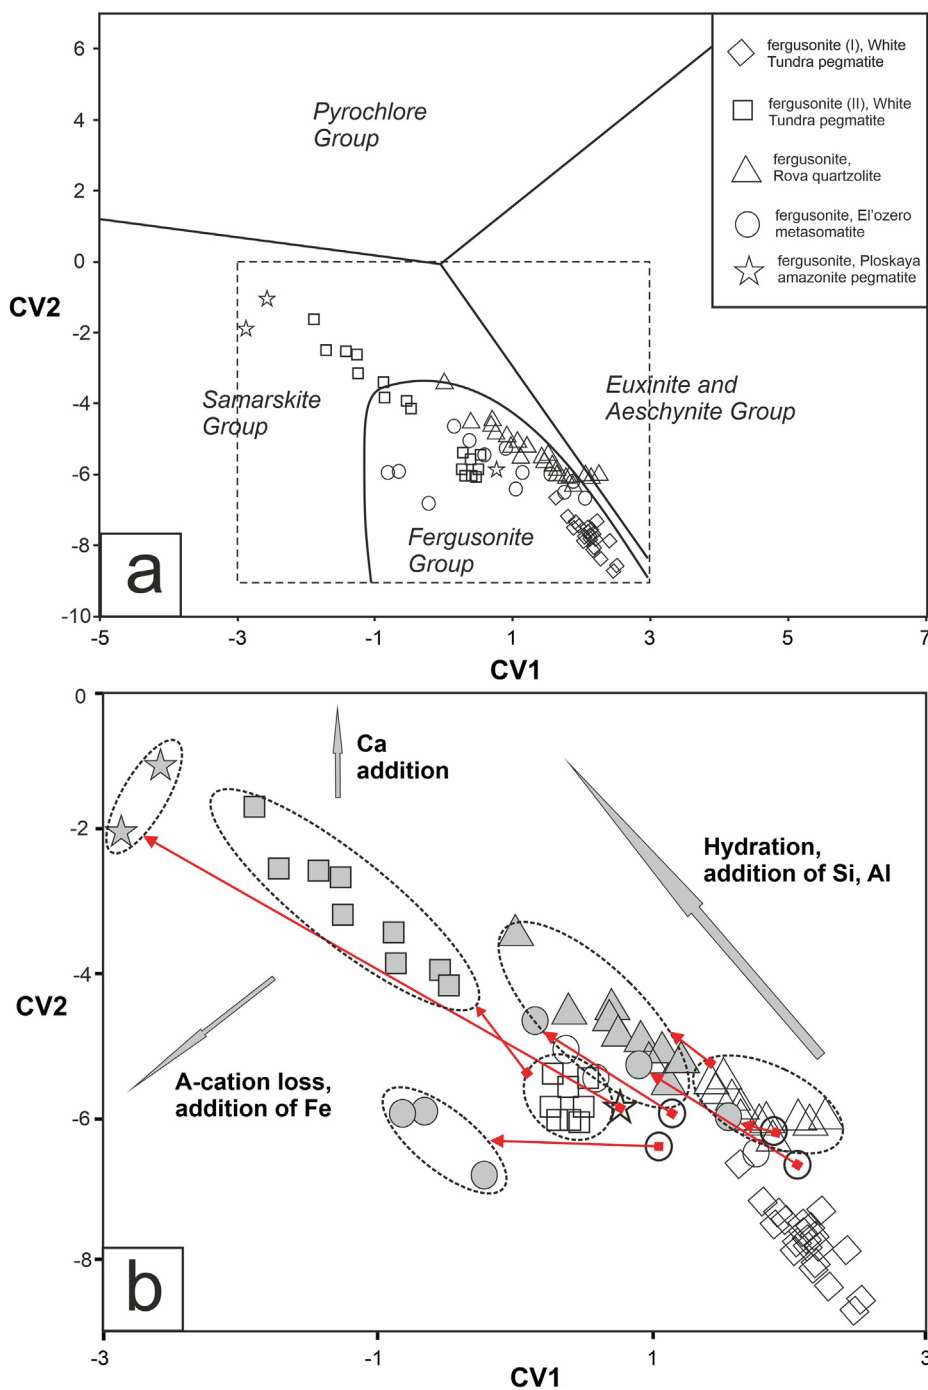 6
4
2
0
-2
-4
-6
-8
-10
CV2
Pyrochlore
Group
Samarskite
Group
Euxinite and
Aeschynite Group
Fergusonite
Group
fergusonite (I), White
Tundra pegmatite
fergusonite (II), White
Tundra pegmatite
fergusonite,
Rova quartzolite
fergusonite, El'ozero
metasomatite
fergusonite, Ploskaya
amazonite pegmatite
a
-5
-3
-1
1
3
5
7
CV1
0
-2
-4
-6
-8
CV2
Ca
addition
Hydration,
addition of Si, Al
A-cation loss,
addition of Fe
b
-3
-1
1
3
CV1